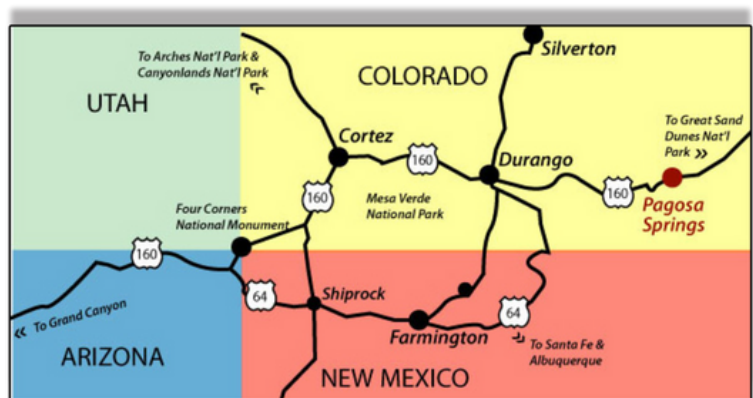 To Arches Nat'l Park &
Canyonlands Nat'l Park
Silverton
COLORADO
UTAH
To Great Sand
Dunes Nat'l
Park »
Cortez
160
Durango
160
160
Mesa Verde
National Park
Pagosa
Springs
Four Corners
National Monument
160
64
Shiprock
64
« To Grand Canyon
Farmington
To Santa Fe &
Albuquerque
ARIZONA
NEW MEXICO